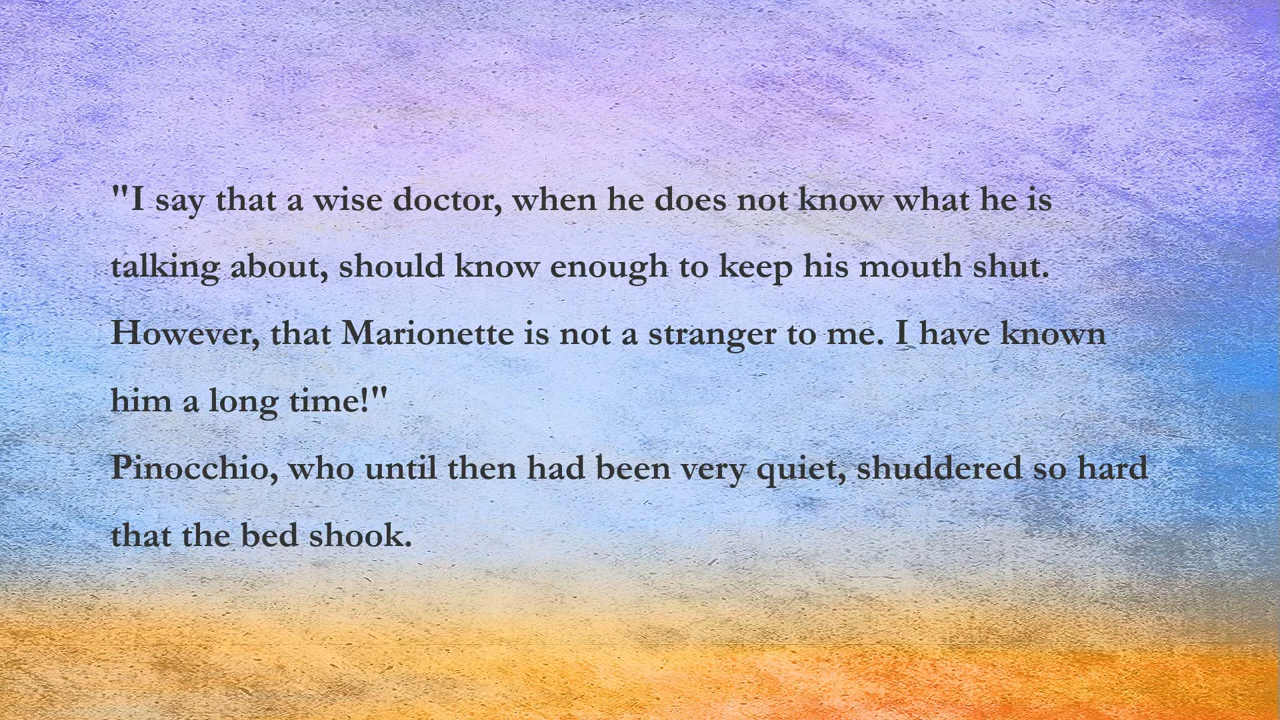 "I say that a wise doctor, when he does not know what he is
talking about, should know enough to keep his mouth shut.
However, that Marionette is not a stranger to me. I have known
him a long time!"
Pinocchio, who until then had been very quiet, shuddered so hard
that the bed shook.